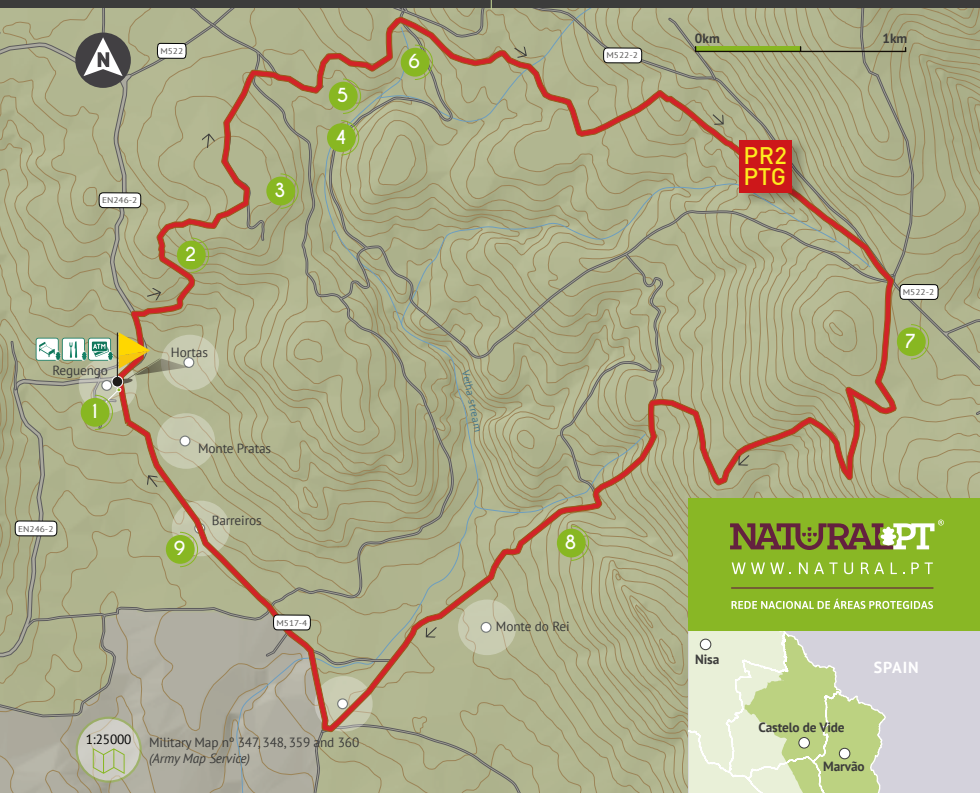 N
M522
6
M522-2
0km
1km
5
4
PR2
PTG
3
EN246-2
2
M522-2
7
Hortas
ATM
Reguengo
1
Velha stream
Monte Pratas
Barreiros
EN246-2
9
8
NATURAL.PT®
WWW.NATURAL.PT
REDE NACIONAL DE ÁREAS PROTEGIDAS
M517-4
Monte do Rei
Nisa
SPAIN
Castelo de Vide
Marvão
1:25000
Military Map nº 347, 348, 359 and 360
(Army Map Service)